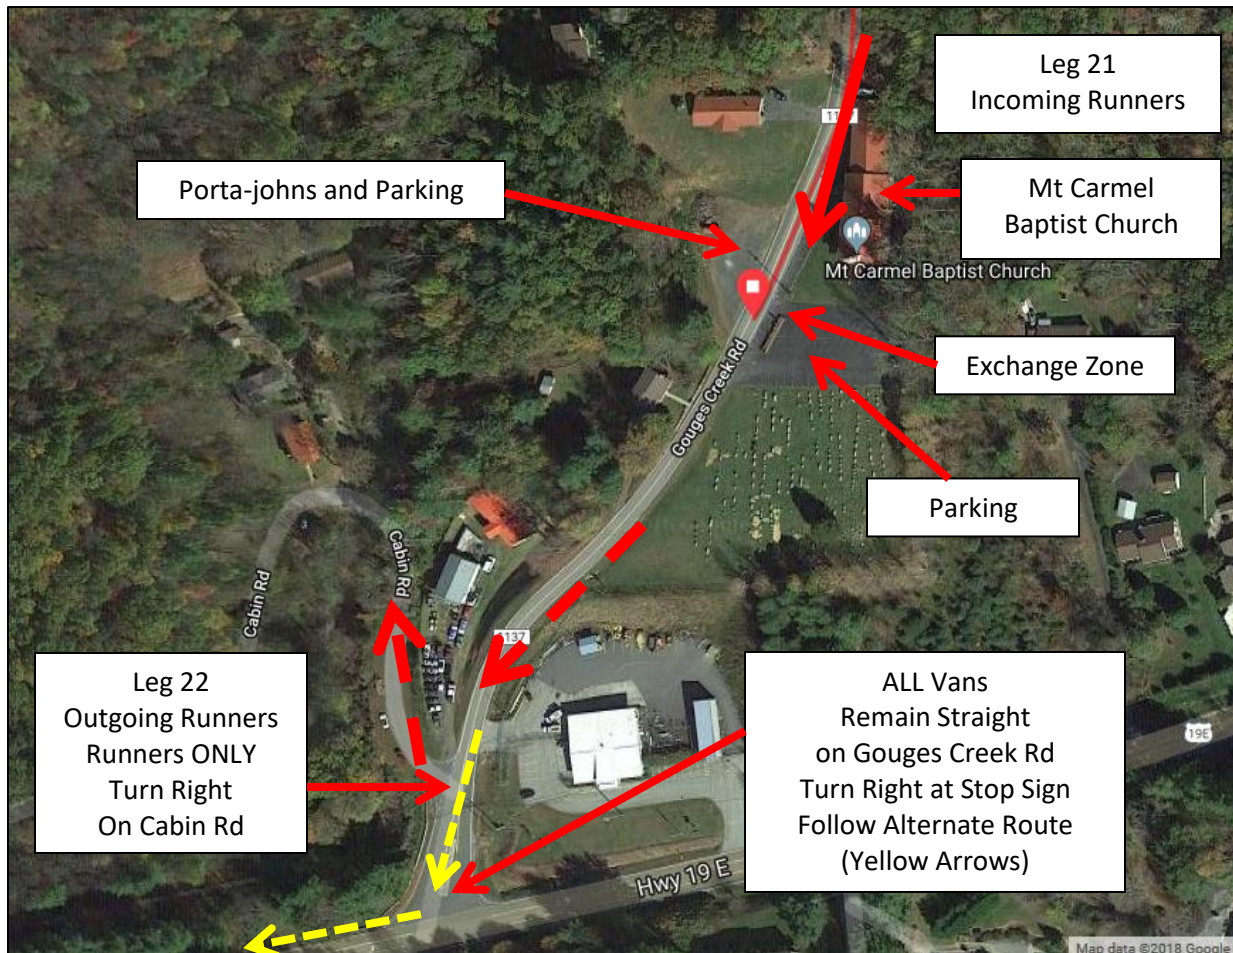 Leg 21
Incoming Runners
11
Porta-johns and Parking
Mt Carmel
Baptist Church
Mt Carmel Baptist Church
Exchange Zone
Gouges Creek Rd
Parking
Cabin Rd
Cabin Rd
1137
Leg 22
Outgoing Runners
Runners ONLY
Turn Right
On Cabin Rd
ALL Vans
Remain Straight
on Gouges Creek Rd
Turn Right at Stop Sign
Follow Alternate Route
(Yellow Arrows)
19E
Hwy 19 E
Map data ©2018 Google